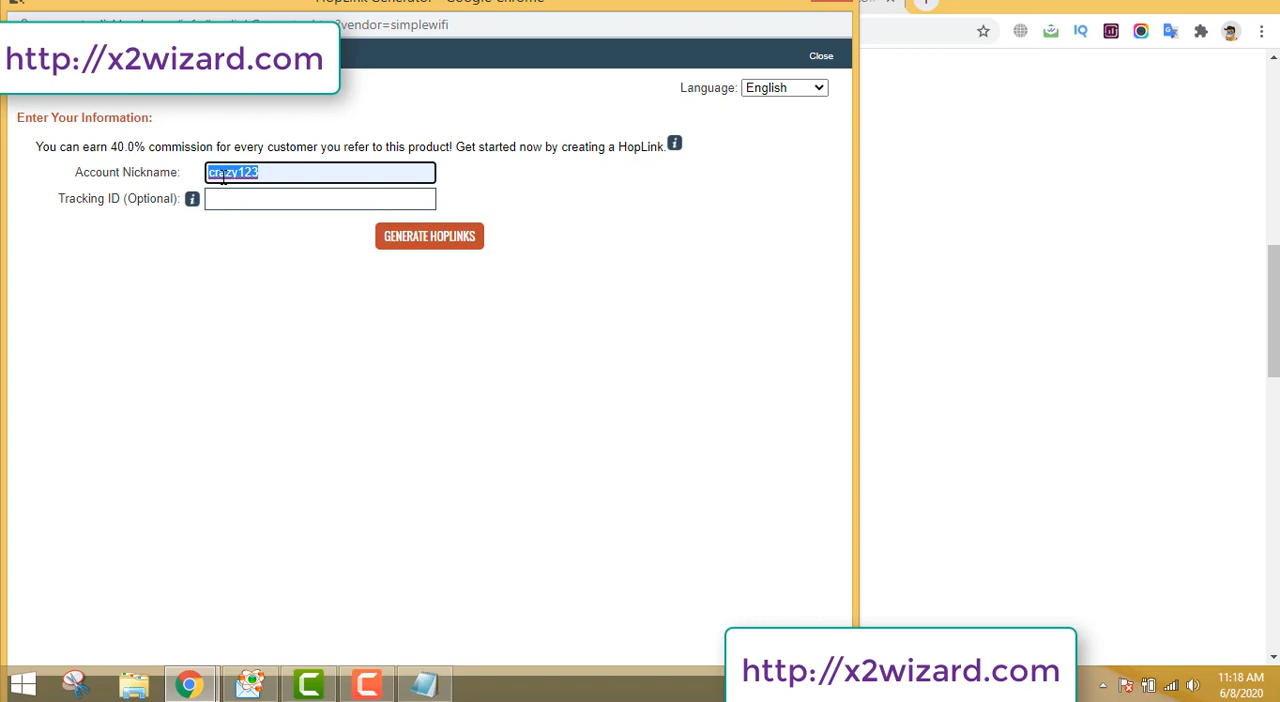 HopLink Generator - Google Chrome
?vendor=simplewifi
http://x2wizard.com
Close
Language: English
Enter Your Information:
You can earn 40.0% commission for every customer you refer to this product! Get started now by creating a HopLink.
Account Nickname: crazy123
Tracking ID (Optional):
GENERATE HOPLINKS
http://x2wizard.com
11:18 AM
6/8/2020